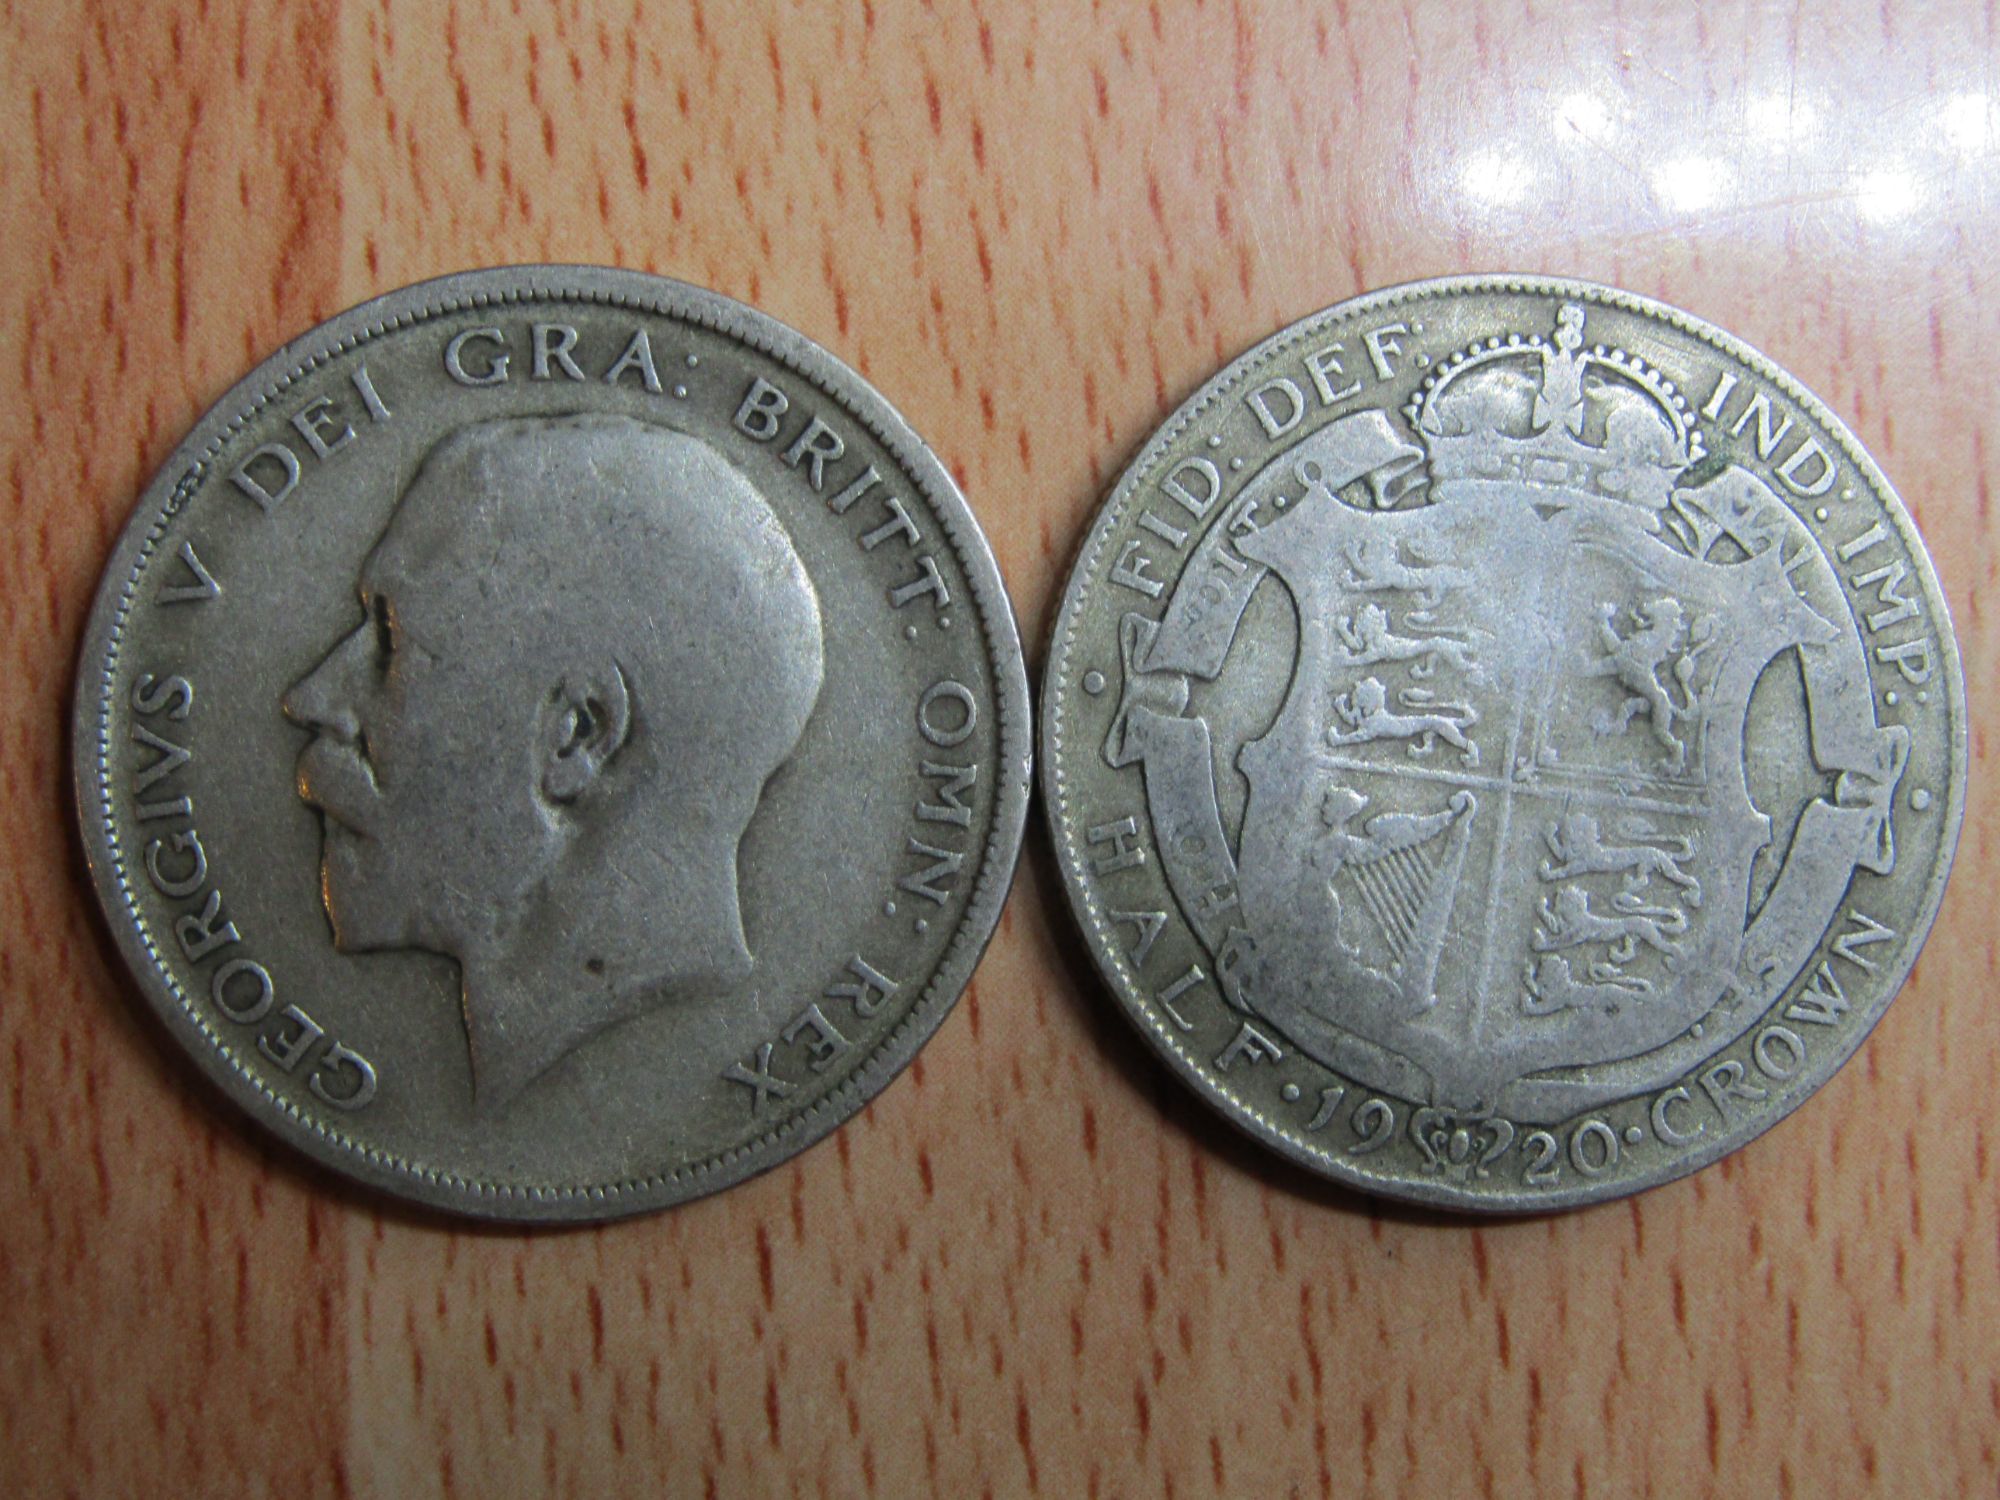 GEORGIVS V DEI GRA: BRITT: OMN: REX
FID: DEF: IND: IMP:
HALF · 19 20 · CROWN